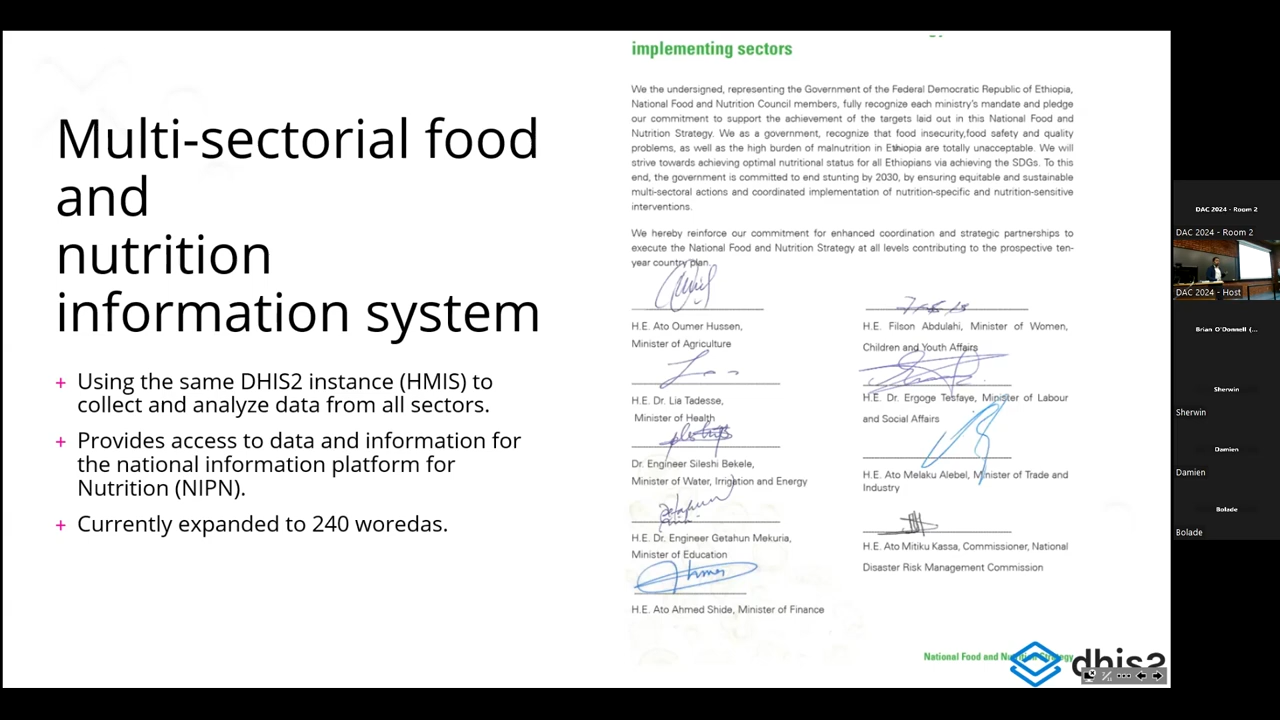 Multi-sectorial food
and
nutrition
information system
+ Using the same DHIS2 instance (HMIS) to
collect and analyze data from all sectors.
+ Provides access to data and information for
the national information platform for
Nutrition (NIPN).
+ Currently expanded to 240 woredas.
implementing sectors
We the undersigned, representing the Government of the Federal Democratic Republic of Ethiopia,
National Food and Nutrition Council members, fully recognize each ministry's mandate and pledge
our commitment to support the achievement of the targets laid out in this National Food and
Nutrition Strategy. We as a government, recognize that food insecurity,food safety and quality
problems, as well as the high burden of malnutrition in Ethiopia are totally unacceptable. We will
strive towards achieving optimal nutritional status for all Ethiopians via achieving the SDGs. To this
end, the government is committed to end stunting by 2030, by ensuring equitable and sustainable
multi-sectoral actions and coordinated implementation of nutrition-specific and nutrition-sensitive
interventions.
We hereby reinforce our commitment for enhanced coordination and strategic partnerships to
execute the National Food and Nutrition Strategy at all levels contributing to the prospective ten-
year country plan.
H.E. Ato Oumer Hussen,
Minister of Agriculture
H.E. Dr. Lia Tadesse,
Minister of Health
Dr. Engineer Sileshi Bekele,
Minister of Water, Irrigation and Energy
H.E. Dr. Engineer Getahun Mekuria,
Minister of Education
H.E. Ato Ahmed Shide, Minister of Finance
H.E. Filson Abdulahi, Minister of Women,
Children and Youth Affairs
H.E. Dr. Ergoge Tesfaye, Minister of Labour
and Social Affairs
H.E. Ato Melaku Alebel, Minister of Trade and
Industry
H.E. Ato Mitiku Kassa, Commissioner, National
Disaster Risk Management Commission
National Food and Nutrition Strategy
dhis2
DAC 2024 - Room 2
DAC 2024 - Room 2
DAC 2024 - Host
Brian O'Donnell (...
Sherwin
Sherwin
Damien
Damien
Bolade
Bolade